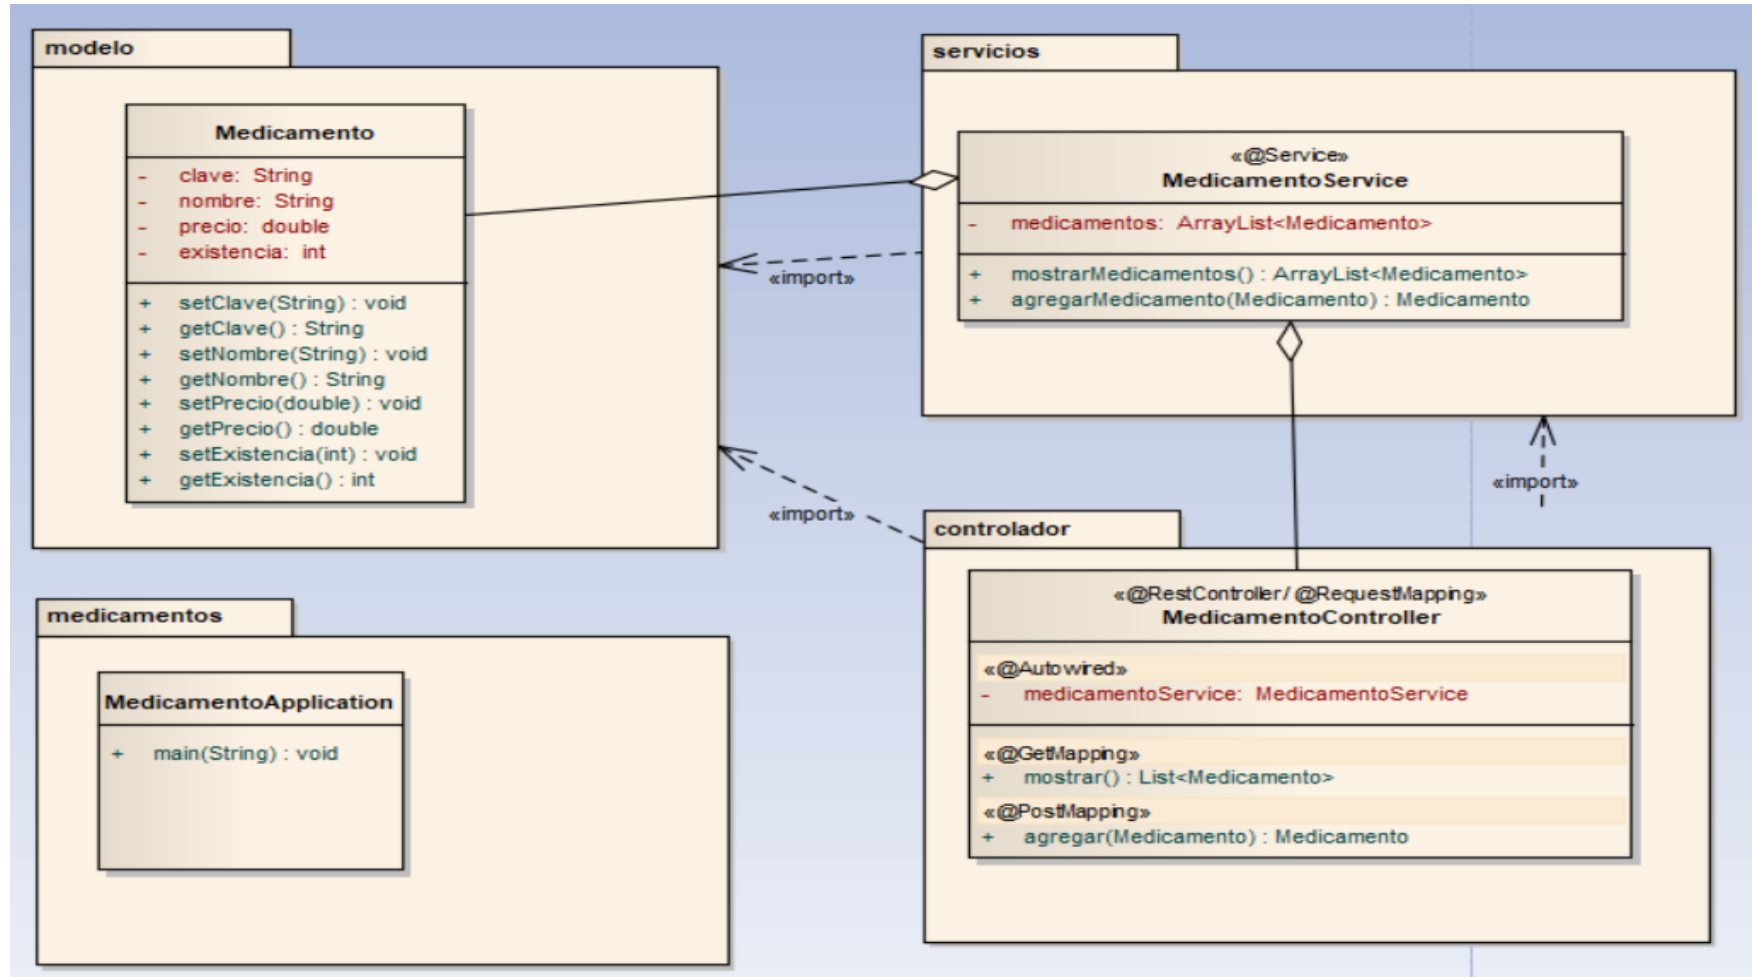 modelo
Medicamento
- clave: String
- nombre: String
- precio: double
- existencia: int
+ setClave(String) : void
+ getClave() : String
+ setNombre(String) : void
+ getNombre() : String
+ setPrecio(double) : void
+ getPrecio() : double
+ setExistencia(int) : void
+ getExistencia() : int
«import»
«import»
servicios
«@Service»
MedicamentoService
- medicamentos: ArrayList<Medicamento>
+ mostrarMedicamentos() : ArrayList<Medicamento>
+ agregarMedicamento(Medicamento) : Medicamento
«import»
medicamentos
MedicamentoApplication
+ main(String) : void
controlador
«@RestController/ @RequestMapping»
MedicamentoController
«@Autowired»
- medicamentoService: MedicamentoService
«@GetMapping»
+ mostrar() : List<Medicamento>
«@PostMapping»
+ agregar(Medicamento) : Medicamento